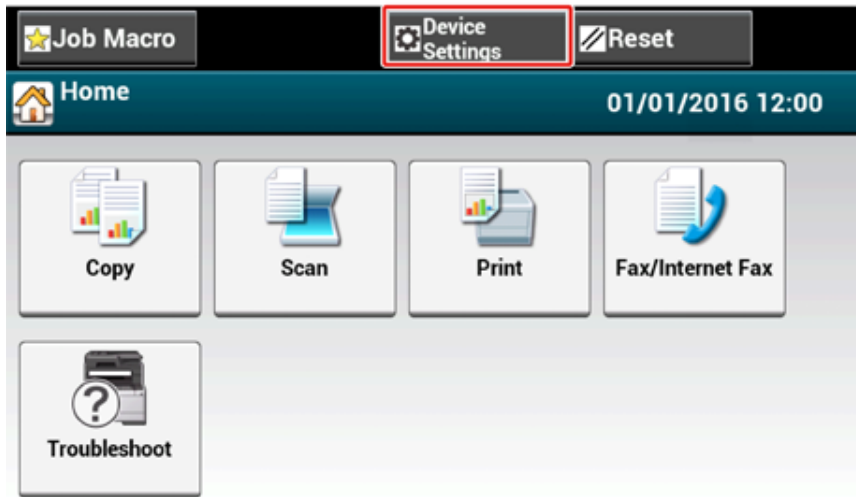 Job Macro
Device
Settings
Reset
Home
01/01/2016 12:00
Copy
Scan
Print
Fax/Internet Fax
?
Troubleshoot